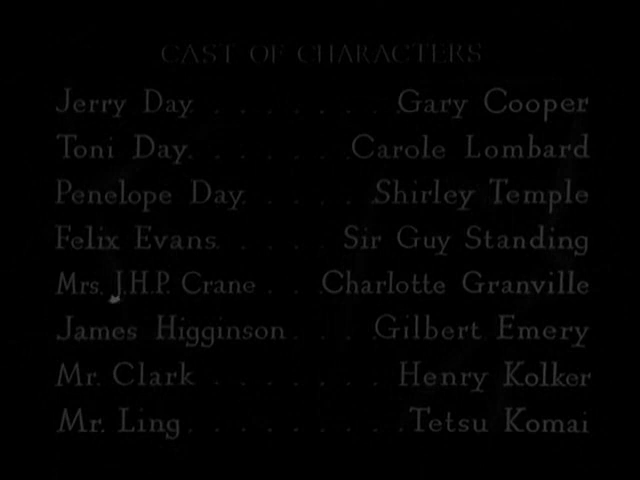 CAST OF CHARACTERS
Jerry Day . . . . . . . . Gary Cooper
Toni Day . . . . . . . Carole Lombard
Penelope Day . . . . . Shirley Temple
Felix Evans . . . . . Sir Guy Standing
Mrs. J.H.P. Crane . . . Charlotte Granville
James Higginson . . . . Gilbert Emery
Mr. Clark . . . . . . . . Henry Kolker
Mr. Ling . . . . . . . . . Tetsu Komai